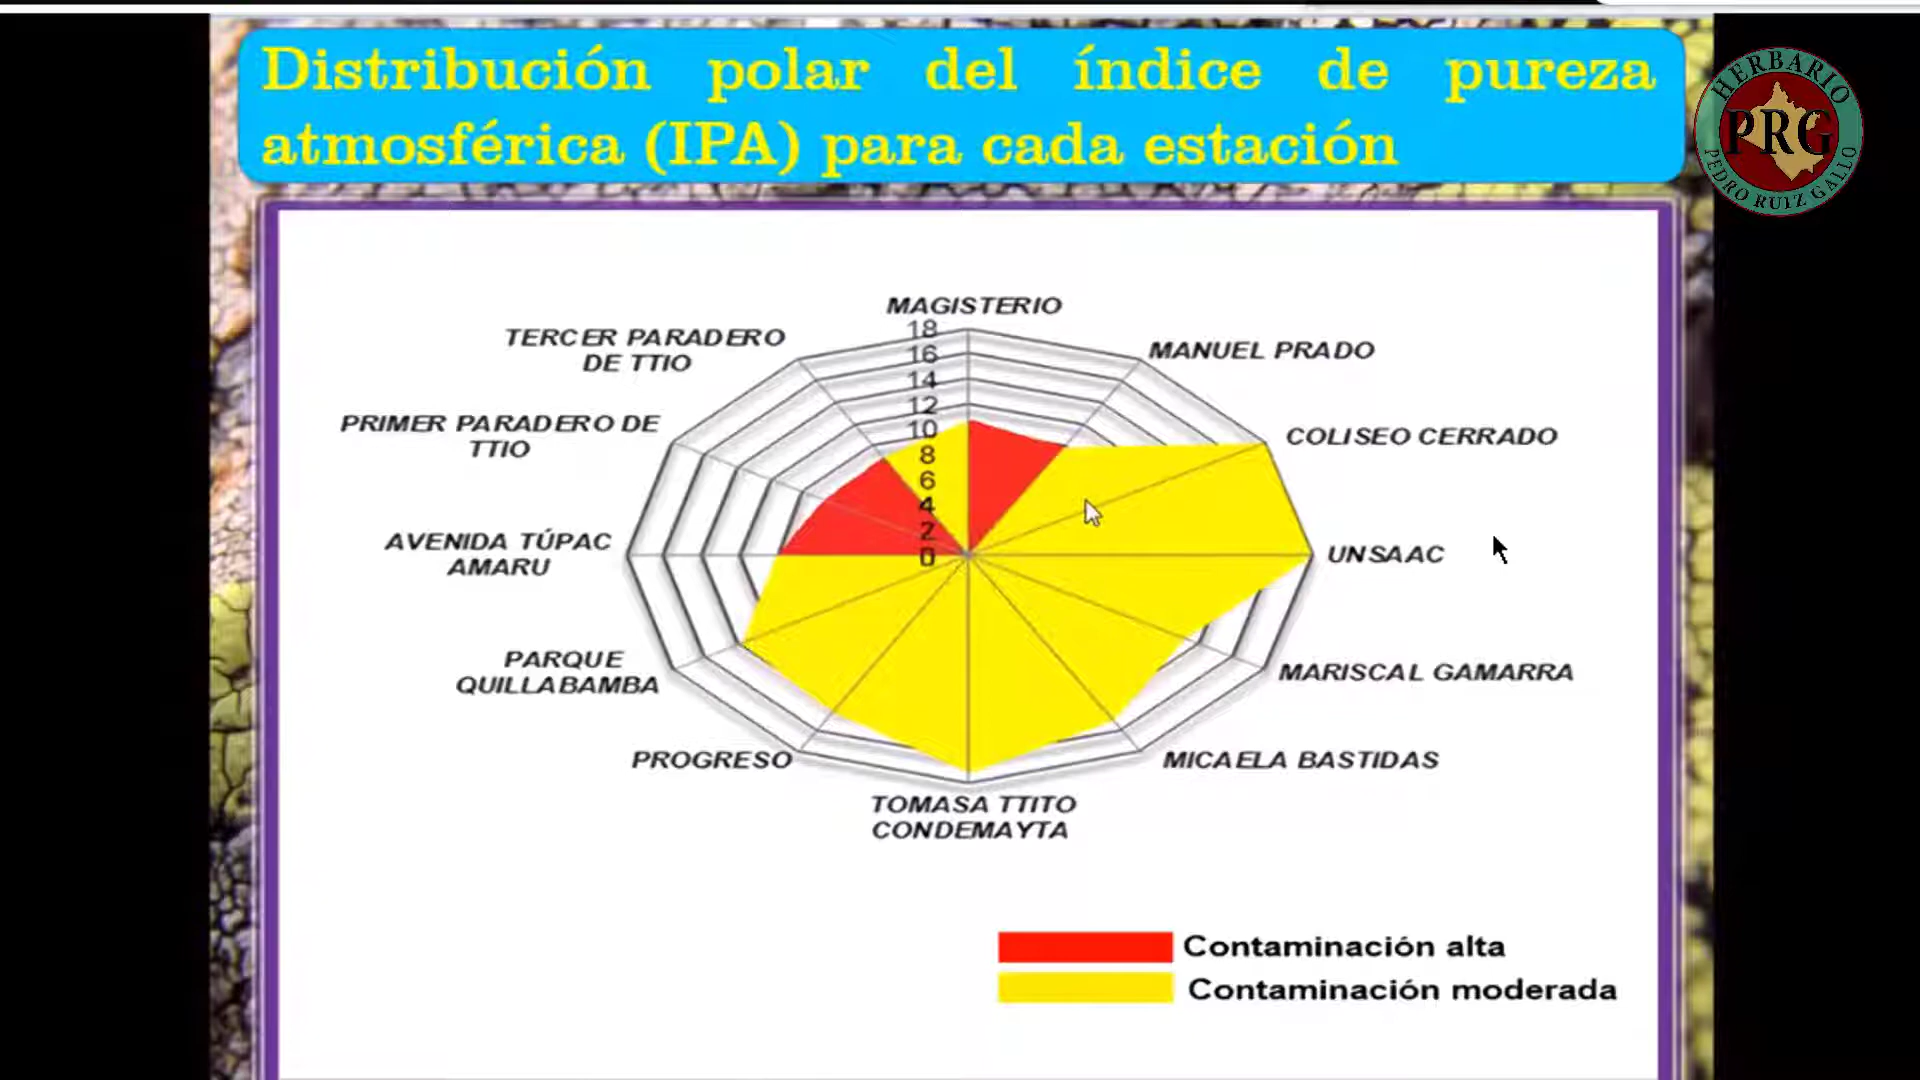 Distribución polar del índice de pureza
atmosférica (IPA) para cada estación
HERBARIO
PRG
PEDRO RUIZ GALLO
MAGISTERIO
TERCER PARADERO
DE TTIO
MANUEL PRADO
PRIMER PARADERO DE
TTIO
COLISEO CERRADO
AVENIDA TÚPAC
AMARU
UNSAAC
PARQUE
QUILLABAMBA
MARISCAL GAMARRA
PROGRESO
MICAELA BASTIDAS
TOMASA TTITO
CONDEMAYTA
18
16
14
12
10
8
6
4
2
0
Contaminación alta
Contaminación moderada